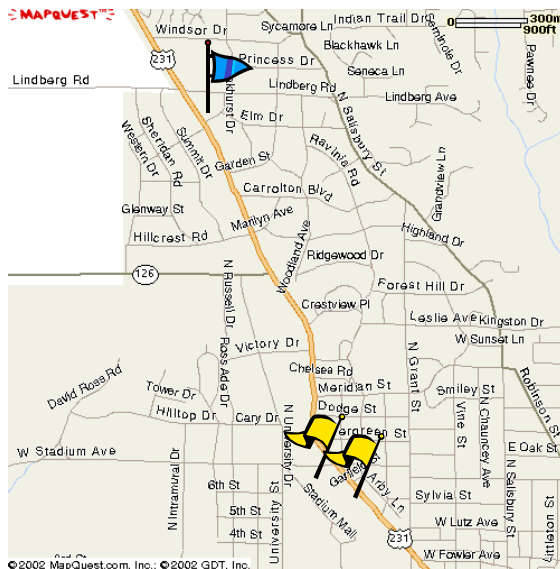 MAPQUEST™
Windsor Dr
Sycamore Ln
Indian Trail Dr
0 300m
900ft
231
Princess Dr
Blackhawk Ln
Seminole Dr
Pawnee Dr
Lindberg Rd
Seneca Ln
Lindberg Rd
Lindberg Ave
N Salisbury St
Elm Dr
Western Dr
Sheridan Rd
Summit Dr
Garden St
Ravinia Rd
Grandview Ln
Carrolton Blvd
Glenway St
Marilyn Ave
Hillcrest Rd
Highland Dr
Woodland Ave
Ridgewood Dr
126
N Russell Dr
Forest Hill Dr
Crestview Pl
Leslie Ave
Kingston Dr
W Sunset Ln
Victory Dr
Ross Ade Dr
N Grant St
Robinson St
Chelsea Rd
David Ross Rd
Tower Dr
Meridian St
Smiley St
Hilltop Dr
Cary Dr
N University Dr
Dodge St
Vine St
N Chauncey Ave
vergreen St
E Oak St
W Stadium Ave
Garfield St
N Intramural Dr
6th St
Arby Ln
Sylvia St
N Salisbury St
5th St
University St
Stadium Mall
W Lutz Ave
Littleton St
4th St
231
W Fowler Ave
©2002 MapQuest.com, Inc.; ©2002 GDT, Inc.